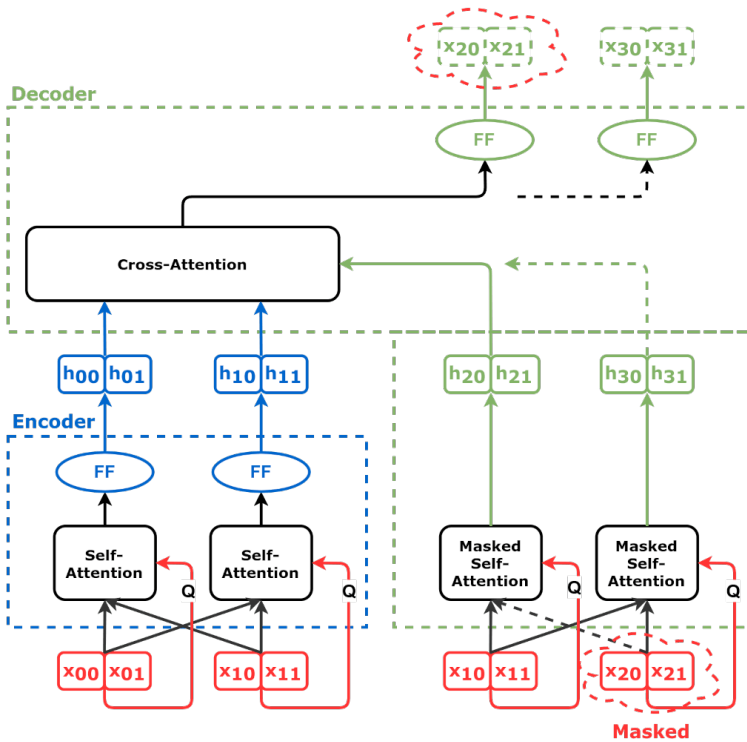 x20 x21 x30 x31
Decoder
FF FF
Cross-Attention
h00 h01 h10 h11 h20 h21 h30 h31
Encoder
FF FF
Self-
Attention
Self-
Attention
Masked
Self-
Attention
Masked
Self-
Attention
Q Q Q Q
x00 x01 x10 x11 x10 x11 x20 x21
Masked